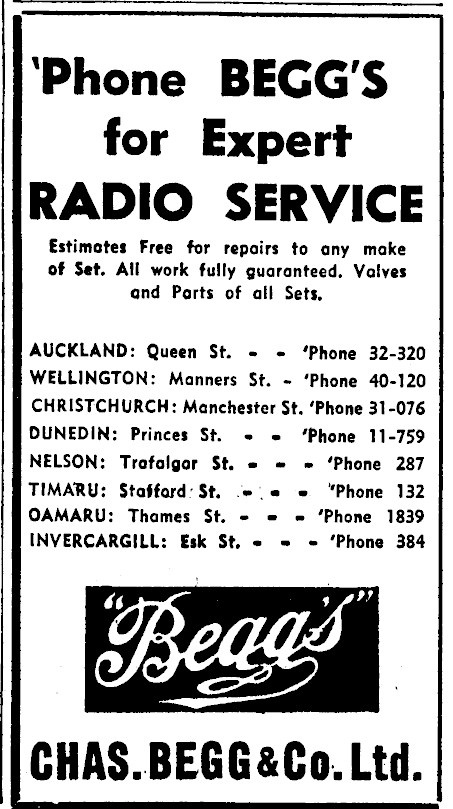 'Phone BEGG'S
for Expert
RADIO SERVICE
Estimates Free for repairs to any make
of Set. All work fully guaranteed. Valves
and Parts of all Sets.
AUCKLAND: Queen St. - - 'Phone 32-320
WELLINGTON: Manners St. - 'Phone 40-120
CHRISTCHURCH: Manchester St. 'Phone 31-076
DUNEDIN: Princes St. - - 'Phone 11-759
NELSON: Trafalgar St. - - - 'Phone 287
TIMARU: Stafford St. - - - 'Phone 132
OAMARU: Thames St. - - - 'Phone 1839
INVERCARGILL: Esk St. - - - 'Phone 384
"Begg's"
CHAS. BEGG & Co. Ltd.